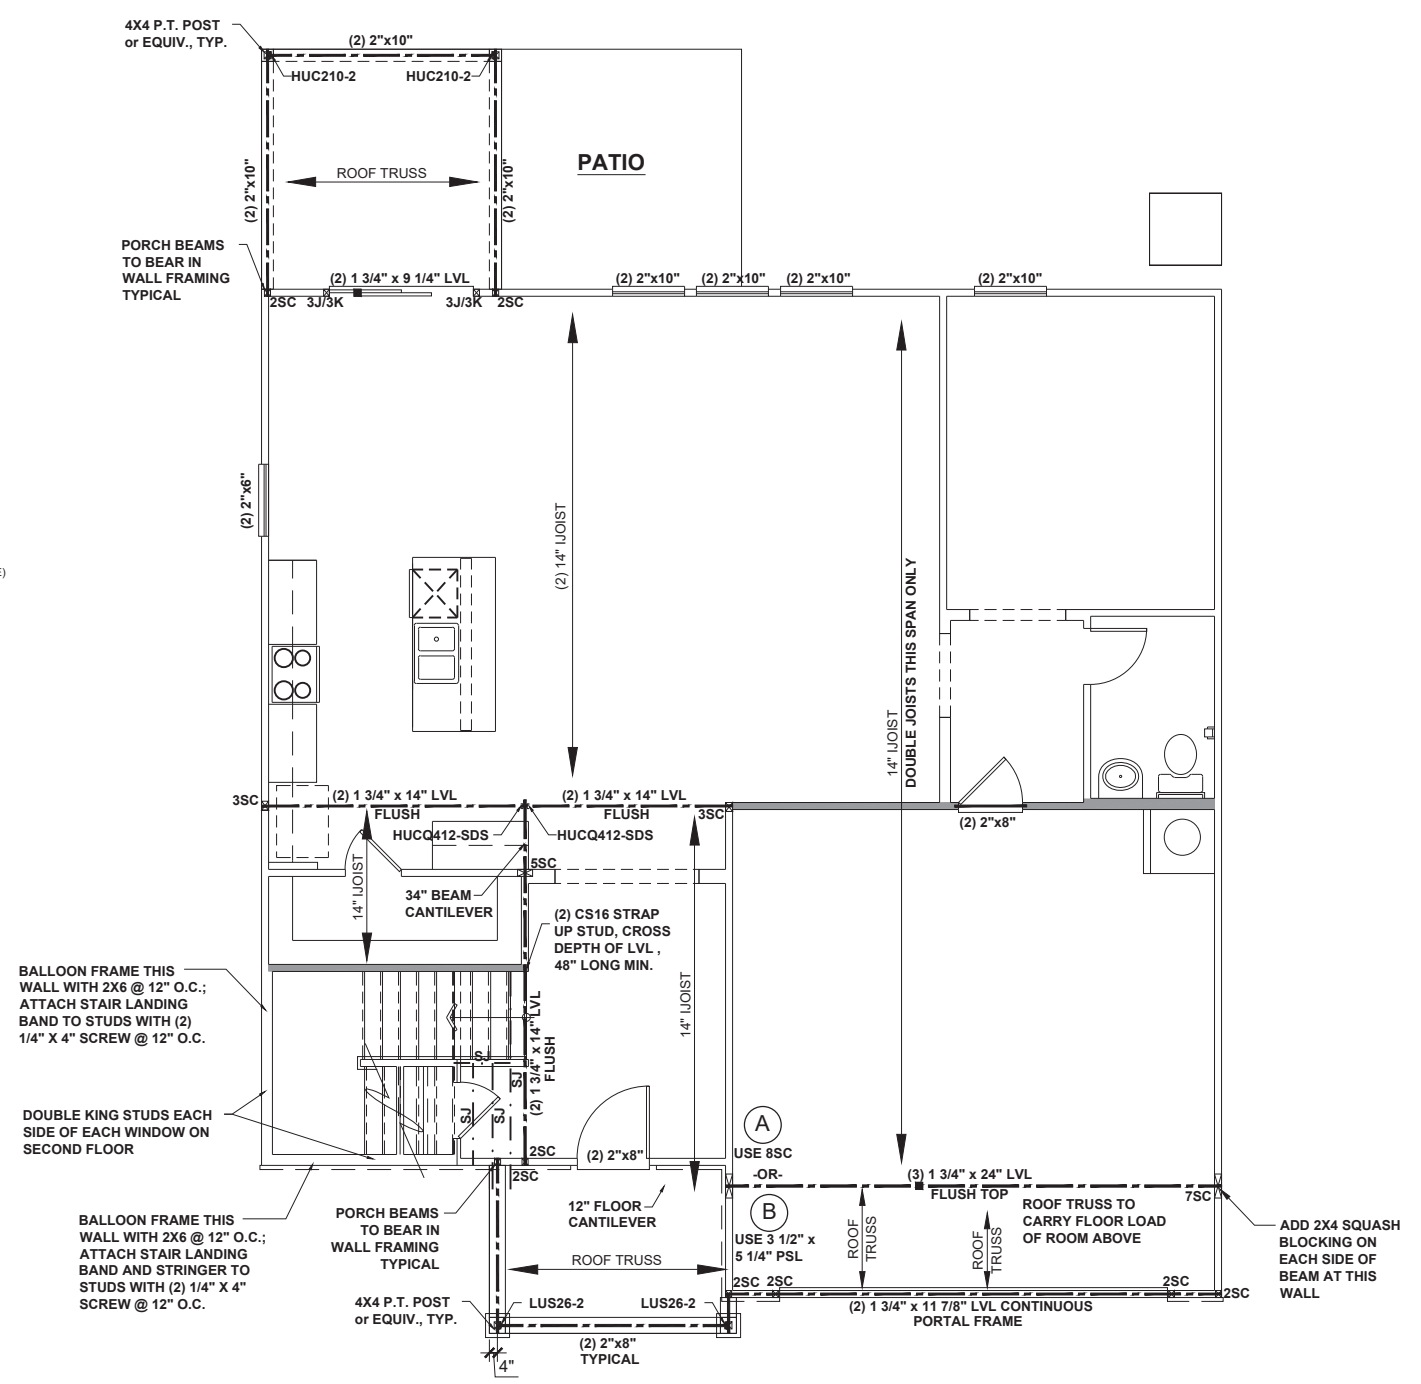 4X4 P.T. POST
or EQUIV., TYP.
(2) 2"x10"
HUC210-2
HUC210-2
(2) 2"x10"
ROOF TRUSS
(2) 2"x10"
PATIO
PORCH BEAMS
TO BEAR IN
WALL FRAMING
TYPICAL
(2) 1 3/4" x 9 1/4" LVL
2SC
3J/3K
3J/3K
2SC
(2) 2"x10"
(2) 2"x10"
(2) 2"x10"
(2) 2"x10"
(2) 2"x6"
(2) 14" IJOIST
14" IJOIST
DOUBLE JOISTS THIS SPAN ONLY
3SC
(2) 1 3/4" x 14" LVL
FLUSH
(2) 1 3/4" x 14" LVL
FLUSH
3SC
HUCQ412-SDS
HUCQ412-SDS
(2) 2"x8"
14" IJOIST
5SC
34" BEAM
CANTILEVER
(2) CS16 STRAP
UP STUD, CROSS
DEPTH OF LVL ,
48" LONG MIN.
14" IJOIST
BALLOON FRAME THIS
WALL WITH 2X6 @ 12" O.C.;
ATTACH STAIR LANDING
BAND TO STUDS WITH (2)
1/4" X 4" SCREW @ 12" O.C.
(2) 1 3/4" x 14" LVL
FLUSH
SJ
SJ
SJ
SJ
DOUBLE KING STUDS EACH
SIDE OF EACH WINDOW ON
SECOND FLOOR
2SC
2SC
(2) 2"x8"
A
USE 8SC
-OR-
B
USE 3 1/2" x
5 1/4" PSL
(3) 1 3/4" x 24" LVL
FLUSH TOP
7SC
ROOF TRUSS TO
CARRY FLOOR LOAD
OF ROOM ABOVE
ROOF
TRUSS
ROOF
TRUSS
ADD 2X4 SQUASH
BLOCKING ON
EACH SIDE OF
BEAM AT THIS
WALL
BALLOON FRAME THIS
WALL WITH 2X6 @ 12" O.C.;
ATTACH STAIR LANDING
BAND AND STRINGER TO
STUDS WITH (2) 1/4" X 4"
SCREW @ 12" O.C.
PORCH BEAMS
TO BEAR IN
WALL FRAMING
TYPICAL
12" FLOOR
CANTILEVER
ROOF TRUSS
2SC
2SC
2SC
2SC
(2) 1 3/4" x 11 7/8" LVL CONTINUOUS
PORTAL FRAME
4X4 P.T. POST
or EQUIV., TYP.
LUS26-2
LUS26-2
(2) 2"x8"
TYPICAL
4"